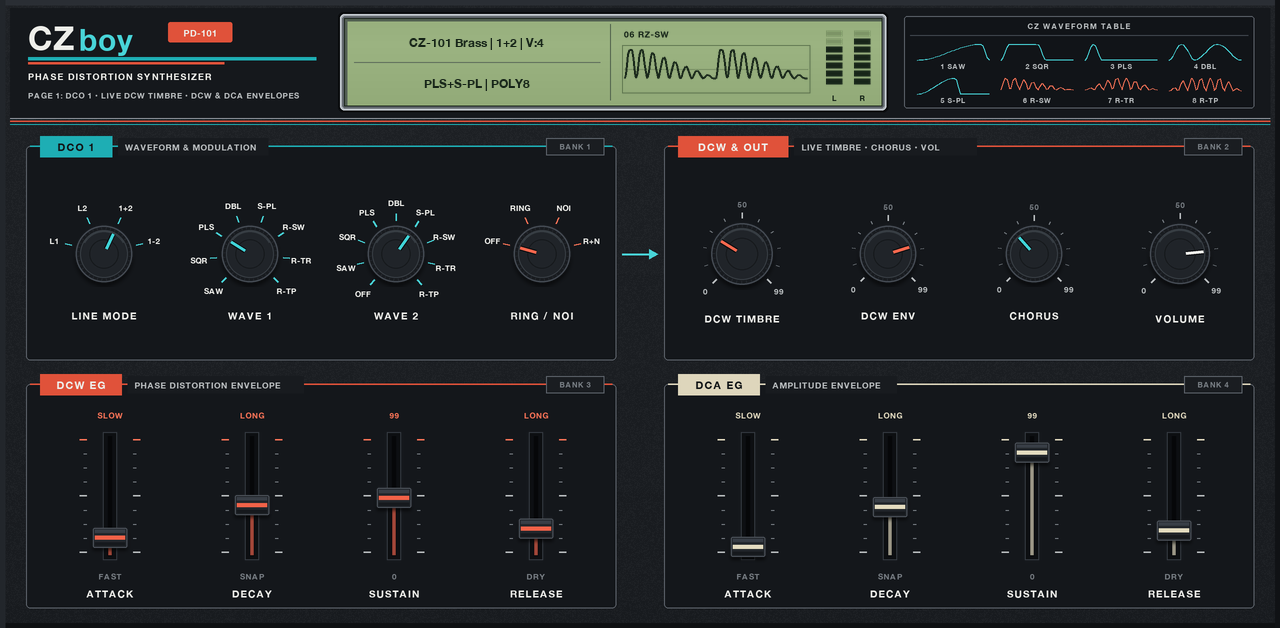 CZ boy
PD-101
PHASE DISTORTION SYNTHESIZER
PAGE 1: DCO 1 • LIVE DCW TIMBRE • DCW & DCA ENVELOPES
CZ-101 Brass | 1+2 | V:4
PLS+S-PL | POLY8
06 RZ-SW
L R
CZ WAVEFORM TABLE
1 SAW 2 SQR 3 PLS 4 DBL
5 S-PL 6 R-SW 7 R-TR 8 R-TP
DCO 1 WAVEFORM & MODULATION BANK 1
L1 L2 1+2 1-2
LINE MODE
SAW SQR PLS DBL S-PL R-SW R-TR R-TP
WAVE 1
OFF SAW SQR PLS DBL S-PL R-SW R-TR R-TP
WAVE 2
OFF RING NOI R+N
RING / NOI
DCW & OUT LIVE TIMBRE • CHORUS • VOL BANK 2
0 50 99
DCW TIMBRE
0 50 99
DCW ENV
0 50 99
CHORUS
0 50 99
VOLUME
DCW EG PHASE DISTORTION ENVELOPE BANK 3
SLOW LONG 99 LONG
FAST SNAP 0 DRY
ATTACK DECAY SUSTAIN RELEASE
DCA EG AMPLITUDE ENVELOPE BANK 4
SLOW LONG 99 LONG
FAST SNAP 0 DRY
ATTACK DECAY SUSTAIN RELEASE